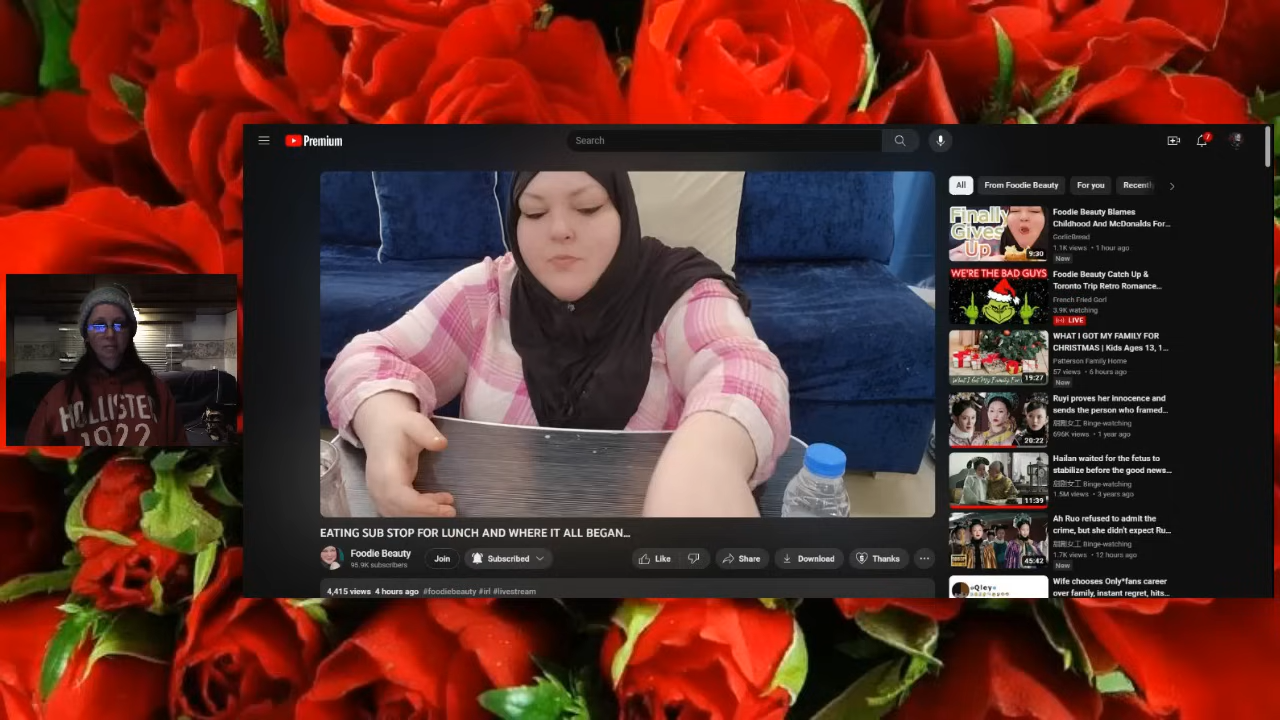 Premium
Search
7
All
From Foodie Beauty
For you
Recently
Finally
Gives
Up
9:30
Foodie Beauty Blames
Childhood And McDonalds For...
GorlicBread
1.1K views • 1 hour ago
New
WE'RE THE BAD GUYS
Foodie Beauty Catch Up &
Toronto Trip Retro Romance...
French Fried Gorl
3.9K watching
LIVE
19:27
WHAT I GOT MY FAMILY FOR
CHRISTMAS | Kids Ages 13, 1...
Patterson Family Home
57 views • 6 hours ago
New
20:22
Ruyi proves her innocence and
sends the person who framed...
Binge-watching
696K views • 1 year ago
11:39
Hailan waited for the fetus to
stabilize before the good news...
Binge-watching
1.5M views • 3 years ago
45:42
Ah Ruo refused to admit the
crime, but she didn't expect Ru...
Binge-watching
1.7K views • 12 hours ago
New
Qley
Wife chooses Only*fans career
over family, instant regret, hits...
HOLLISTER
1922
EATING SUB STOP FOR LUNCH AND WHERE IT ALL BEGAN...
Foodie Beauty
95.9K subscribers
Join
Subscribed
Like
Share
Download
Thanks
4,415 views 4 hours ago #foodiebeauty #irl #livestream